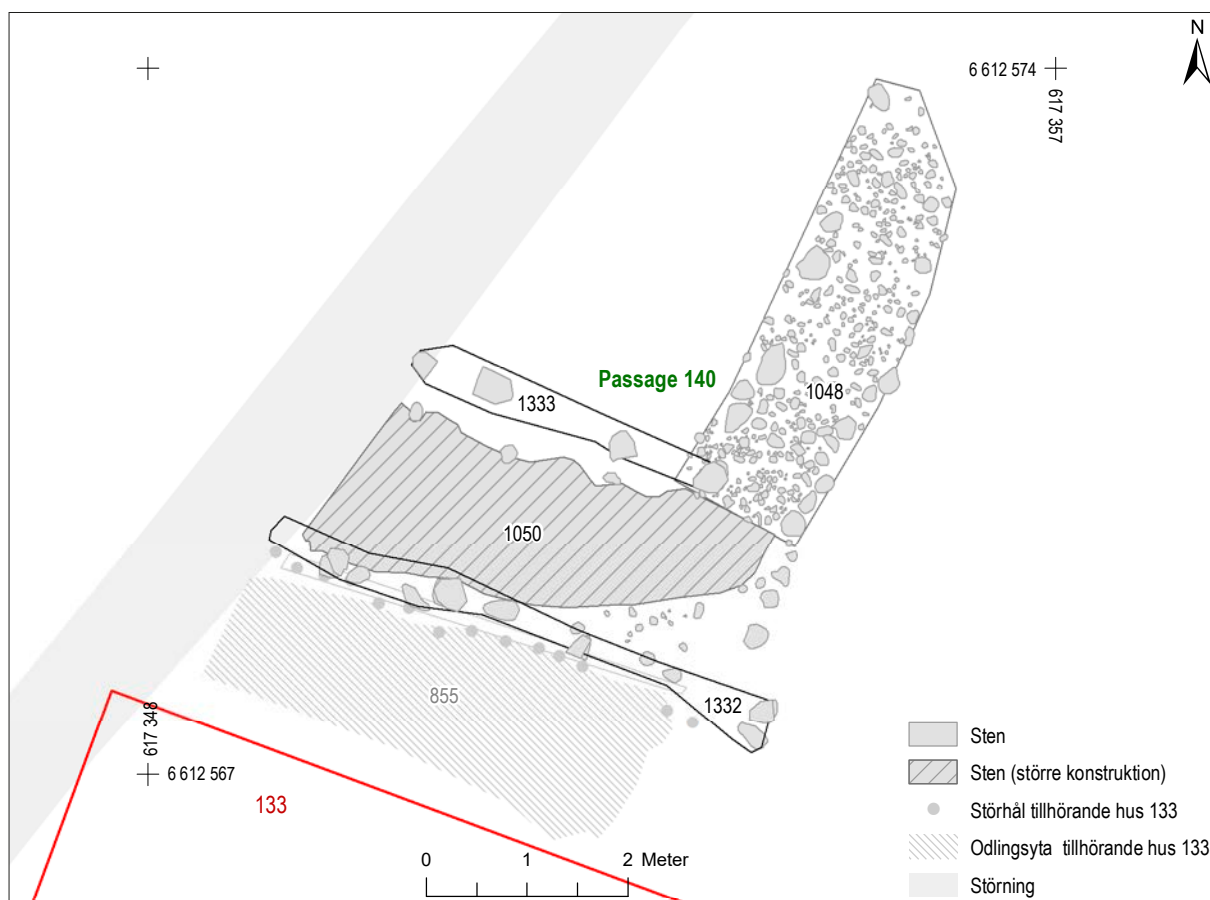 N
6 612 574
617 357
Passage 140
1333
1048
1050
855
1332
617 348
6 612 567
133
0 1 2 Meter
Sten
Sten (större konstruktion)
Störhål tillhörande hus 133
Odlingsyta tillhörande hus 133
Störning